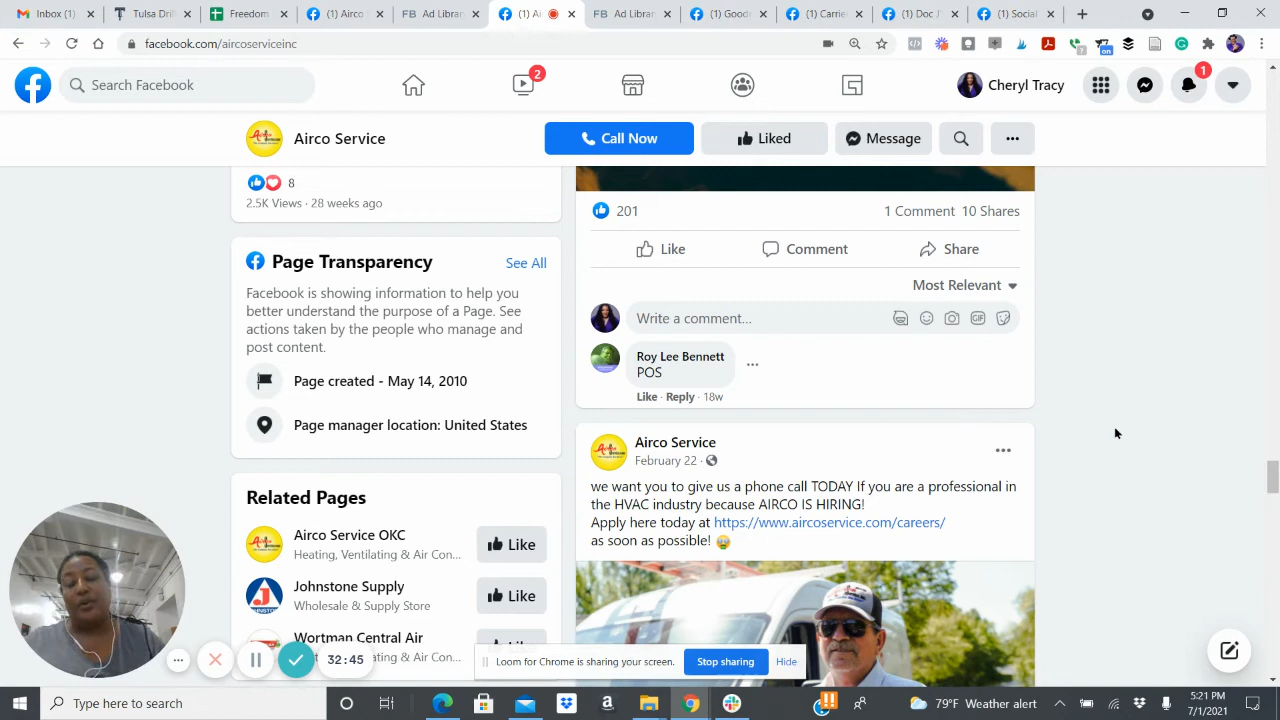 (1) Inbox (1)
Tulsa Drill
Freedom
(1) Airco
FB Ad Librar
(1) Ai
FB Ad Librar
(1) Good
(1) Carrie
(1) Doc J
(1) Social
facebook.com/aircoserviceinc
Search Facebook
2
Cheryl Tracy
1
Airco Service
Call Now
Liked
Message
8
2.5K Views · 28 weeks ago
Page Transparency
See All
Facebook is showing information to help you
better understand the purpose of a Page. See
actions taken by the people who manage and
post content.
Page created - May 14, 2010
Page manager location: United States
Related Pages
Airco Service OKC
Heating, Ventilating & Air Con...
Like
Johnstone Supply
Wholesale & Supply Store
Like
Wortman Central Air
Heating, Ventilating & Air Con...
Like
201
1 Comment 10 Shares
Like
Comment
Share
Most Relevant
Write a comment...
GIF
Roy Lee Bennett
POS
Like · Reply · 18w
Airco Service
February 22 ·
we want you to give us a phone call TODAY If you are a professional in
the HVAC industry because AIRCO IS HIRING!
Apply here today at https://www.aircoservice.com/careers/
as soon as possible!
32:45
Loom for Chrome is sharing your screen.
Stop sharing
Hide
Type here to search
79°F Weather alert
5:21 PM
7/1/2021